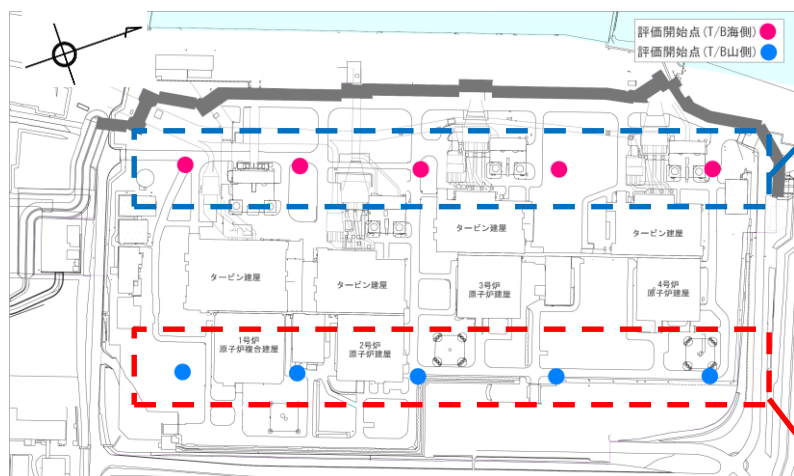 評価開始点(T/B海側)
評価開始点(T/B山側)
タービン建屋
タービン建屋
タービン建屋
タービン建屋
3号炉
原子炉建屋
4号炉
原子炉建屋
1号炉
原子炉複合建屋
2号炉
原子炉建屋